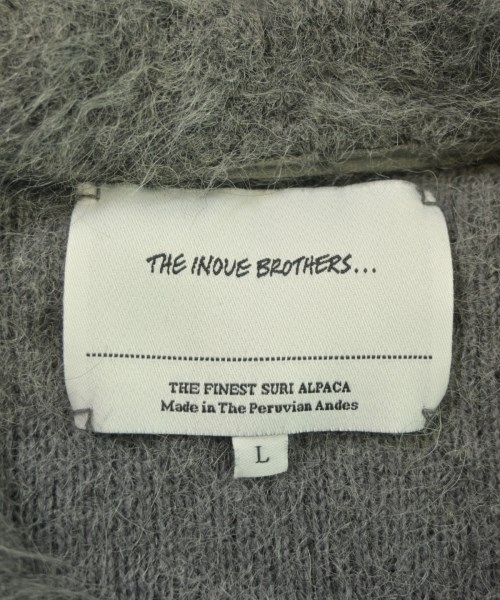 THE INOUE BROTHERS...
THE FINEST SURI ALPACA
Made in The Peruvian Andes
L